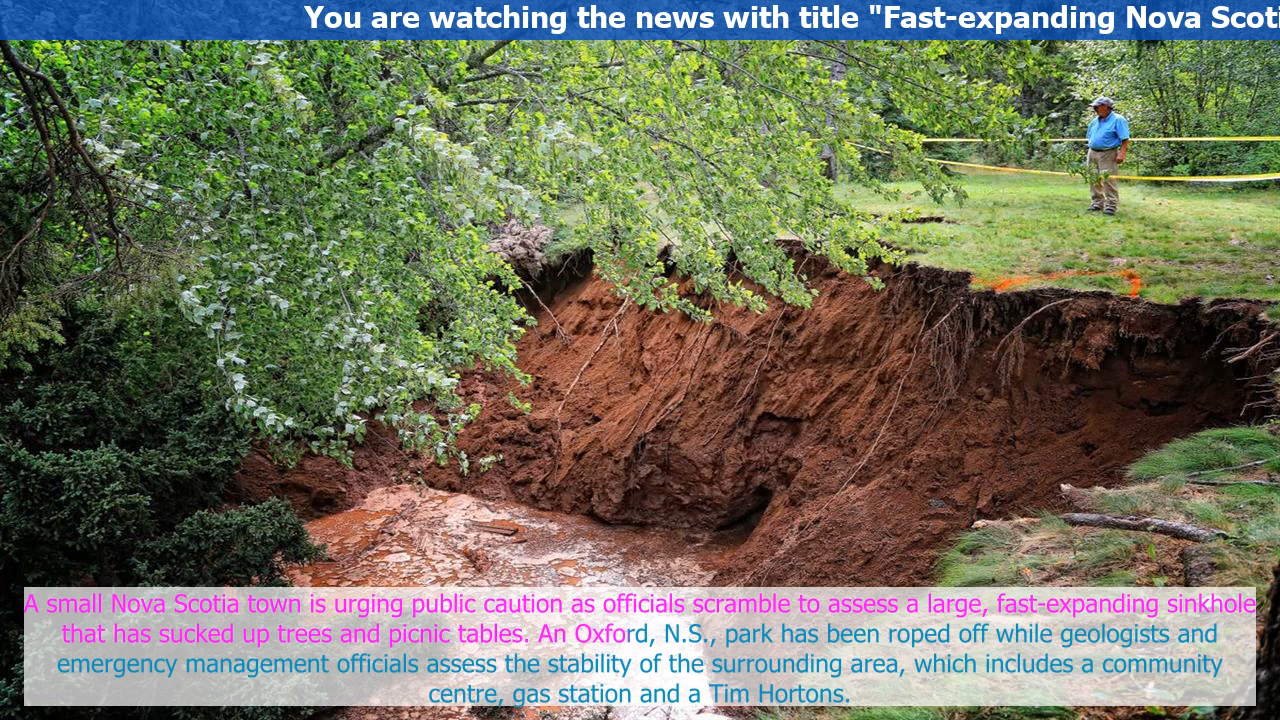 You are watching the news with title "Fast-expanding Nova Scoti
A small Nova Scotia town is urging public caution as officials scramble to assess a large, fast-expanding sinkhole
that has sucked up trees and picnic tables. An Oxford, N.S., park has been roped off while geologists and
emergency management officials assess the stability of the surrounding area, which includes a community
centre, gas station and a Tim Hortons.